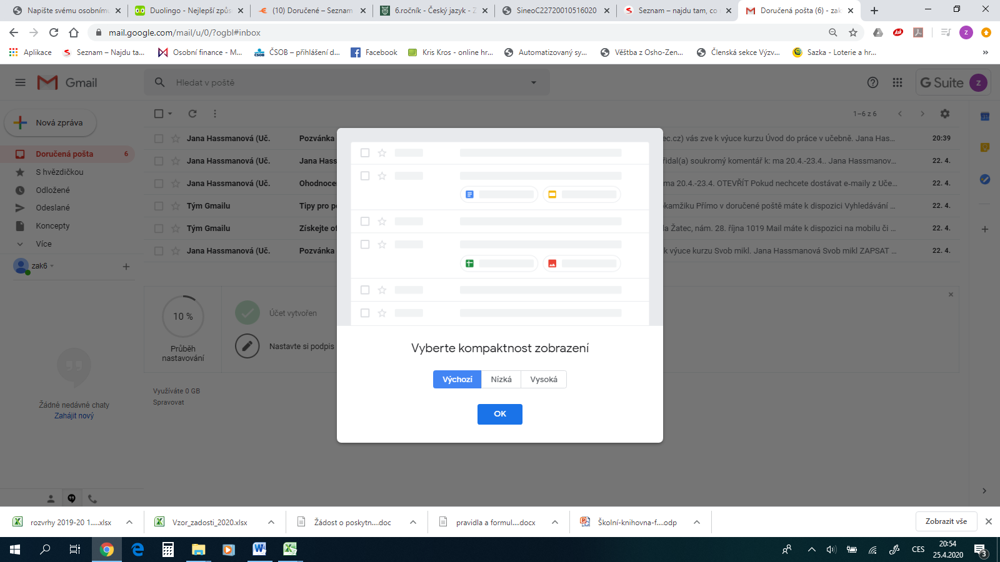 Napište svému osobnímu
Duolingo - Nejlepší způs
(10) Doručené – Seznam
6.ročník - Český jazyk - Z
SineoC22720010516020
Seznam – najdu tam, co
Doručená pošta (6) - zak
mail.google.com/mail/u/0/?ogbl#inbox
Aplikace
Seznam – Najdu ta...
Osobní finance - M...
ČSOB – přihlášení d...
Facebook
Kris Kros - online hr...
Automatizovaný sy...
Věštba z Osho-Zen...
Členská sekce Výzv...
Sazka - Loterie a hr...
»
Gmail
Hledat v poště
G Suite
z
Nová zpráva
1–6 z 6
Doručená pošta 6
S hvězdičkou
Odložené
Odeslané
Koncepty
Více
zak6
Jana Hassmanová (Uč. Pozvánka ec.cz) vás zve k výuce kurzu Úvod do práce v učebně. Jana Has... 20:39
Jana Hassmanová (Uč. Jana Hass řidal(a) soukromý komentář k: ma 20.4.-23.4.. Jana Hassmanov... 22. 4.
Jana Hassmanová (Uč. Ohodnocen ma 20.4.-23.4. OTEVŘÍT Pokud nechcete dostávat e-maily z Uče... 22. 4.
Tým Gmailu Tipy pro po okamžiku Přímo v doručené poště máte k dispozici Vyhledávání ... 22. 4.
Tým Gmailu Získejte of la Žatec, nám. 28. října 1019 Mail máte k dispozici na mobilu či ... 22. 4.
Jana Hassmanová (Uč. Pozvánka k výuce kurzu Svob mikl. Jana Hassmanová Svob mikl ZAPSAT ... 22. 4.
10 %
Průběh
nastavování
Účet vytvořen
Nastavte si podpis
Využíváte 0 GB
Spravovat
Žádné nedávné chaty
Zahájit nový
Vyberte kompaktnost zobrazení
Výchozí
Nízká
Vysoká
OK
rozvrhy 2019-20 1.....xlsx
Vzor_zadosti_2020.xlsx
Žádost o poskytn....doc
pravidla a formul....docx
Školní-knihovna-f....odp
Zobrazit vše
CES
20:54
25.4.2020
3